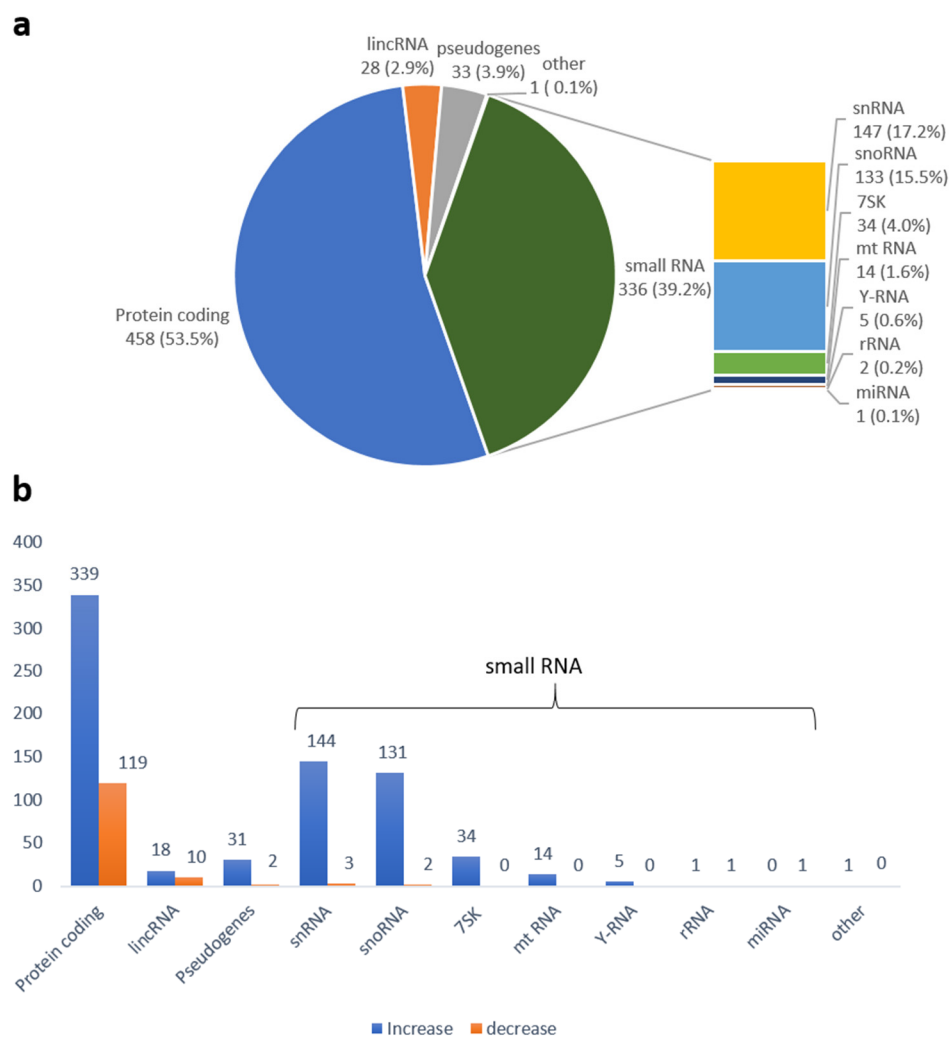 a
lincRNA
28 (2.9%)
pseudogenes
33 (3.9%)
other
1 ( 0.1%)
Protein coding
458 (53.5%)
small RNA
336 (39.2%)
snRNA
147 (17.2%)
snoRNA
133 (15.5%)
7SK
34 (4.0%)
mt RNA
14 (1.6%)
Y-RNA
5 (0.6%)
rRNA
2 (0.2%)
miRNA
1 (0.1%)
b
400
350
300
250
200
150
100
50
0
small RNA
339
119
18
10
31
2
144
3
131
2
34
0
14
0
5
0
1
1
0
1
1
0
Protein coding
lincRNA
Pseudogenes
snRNA
snoRNA
7SK
mt RNA
Y-RNA
rRNA
miRNA
other
Increase
decrease